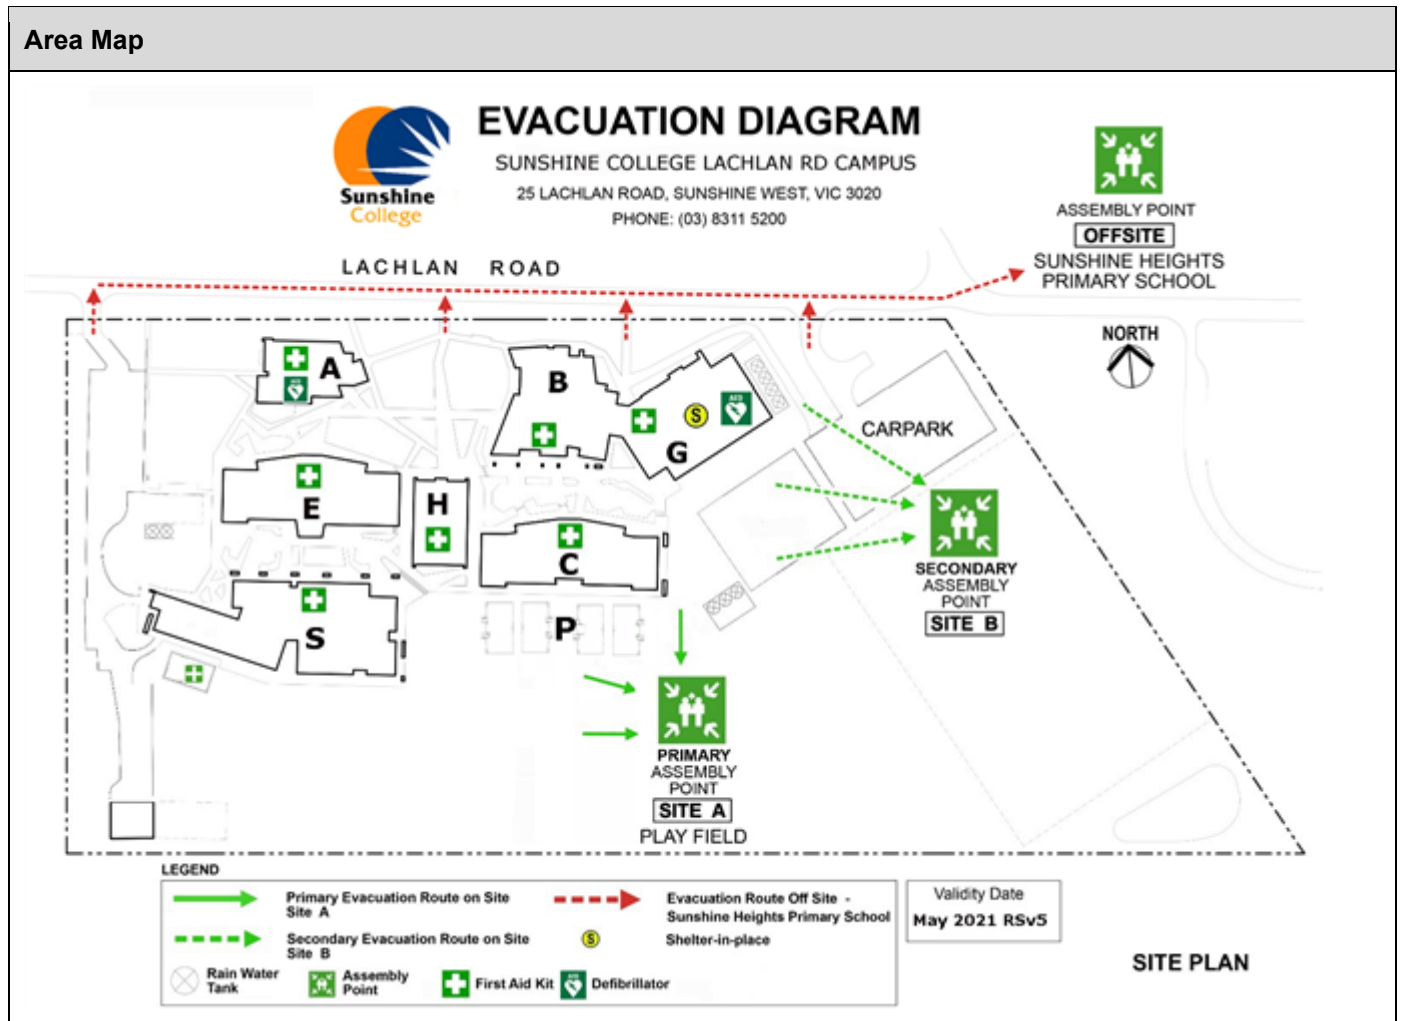 Area Map
EVACUATION DIAGRAM
SUNSHINE COLLEGE LACHLAN RD CAMPUS
25 LACHLAN ROAD, SUNSHINE WEST, VIC 3020
PHONE: (03) 8311 5200
Sunshine
College
ASSEMBLY POINT
OFFSITE
SUNSHINE HEIGHTS
PRIMARY SCHOOL
LACHLAN ROAD
NORTH
A
B
G
S
AED
CARPARK
E
H
C
S
P
SECONDARY
ASSEMBLY
POINT
SITE B
PRIMARY
ASSEMBLY
POINT
SITE A
PLAY FIELD
LEGEND
Primary Evacuation Route on Site
Site A
Evacuation Route Off Site -
Sunshine Heights Primary School
Secondary Evacuation Route on Site
Site B
S
Shelter-in-place
Rain Water
Tank
Assembly
Point
First Aid Kit
AED
Defibrillator
Validity Date
May 2021 RSv5
SITE PLAN